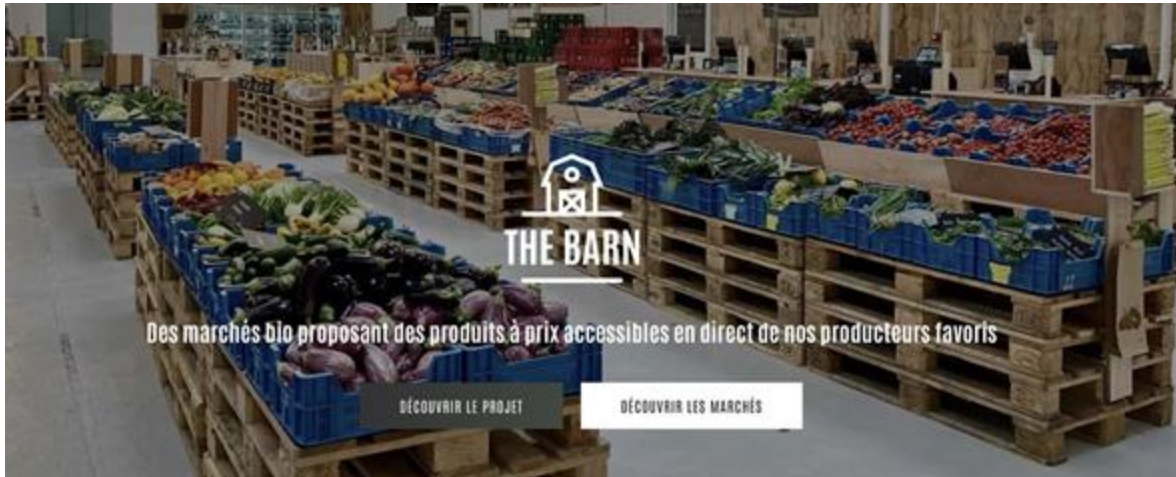 THE BARN
Des marchés bio proposant des produits à prix accessibles en direct de nos producteurs favoris
DÉCOUVRIR LE PROJET
DÉCOUVRIR LES MARCHÉS